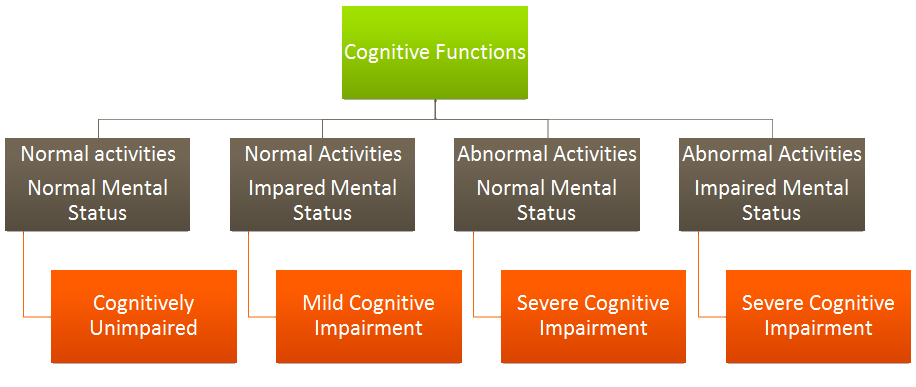 Cognitive Functions
Normal activities
Normal Mental
Status
Normal Activities
Impared Mental
Status
Abnormal Activities
Normal Mental
Status
Abnormal Activities
Impaired Mental
Status
Cognitively
Unimpaired
Mild Cognitive
Impairment
Severe Cognitive
Impairment
Severe Cognitive
Impairment